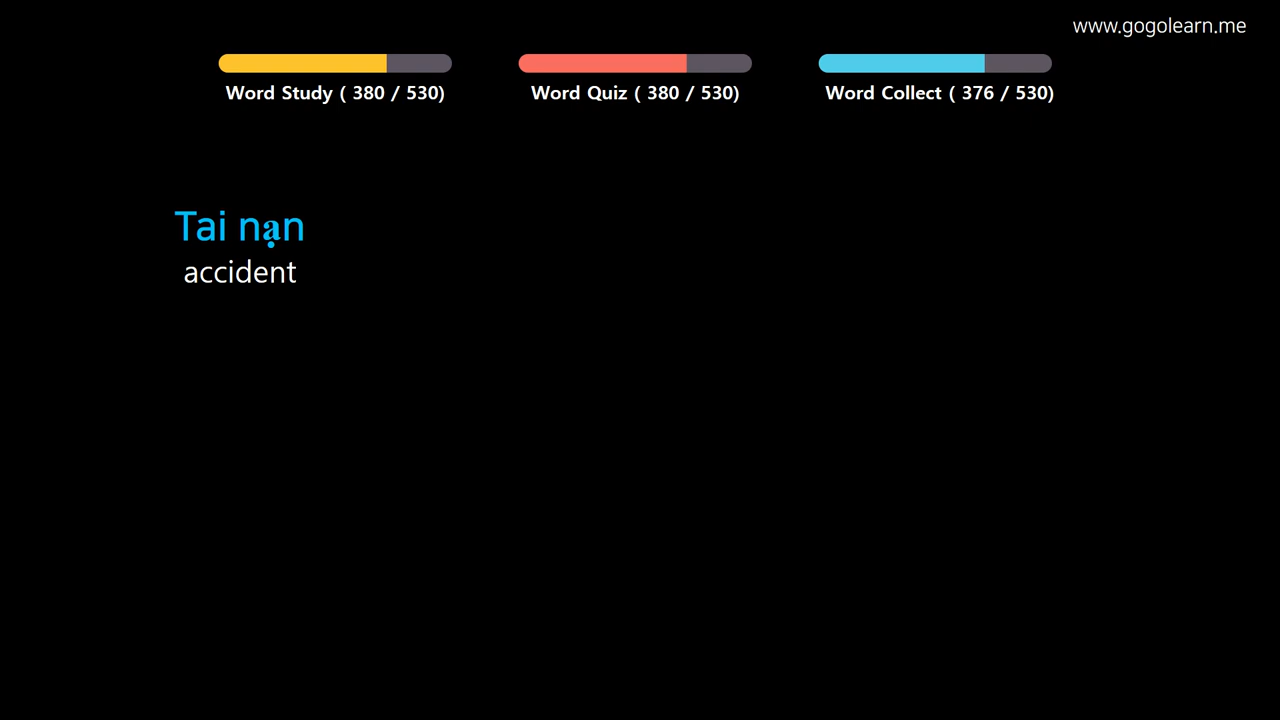 www.gogolearn.me
Word Study ( 380 / 530) Word Quiz ( 380 / 530) Word Collect ( 376 / 530)
Tai nạn
accident